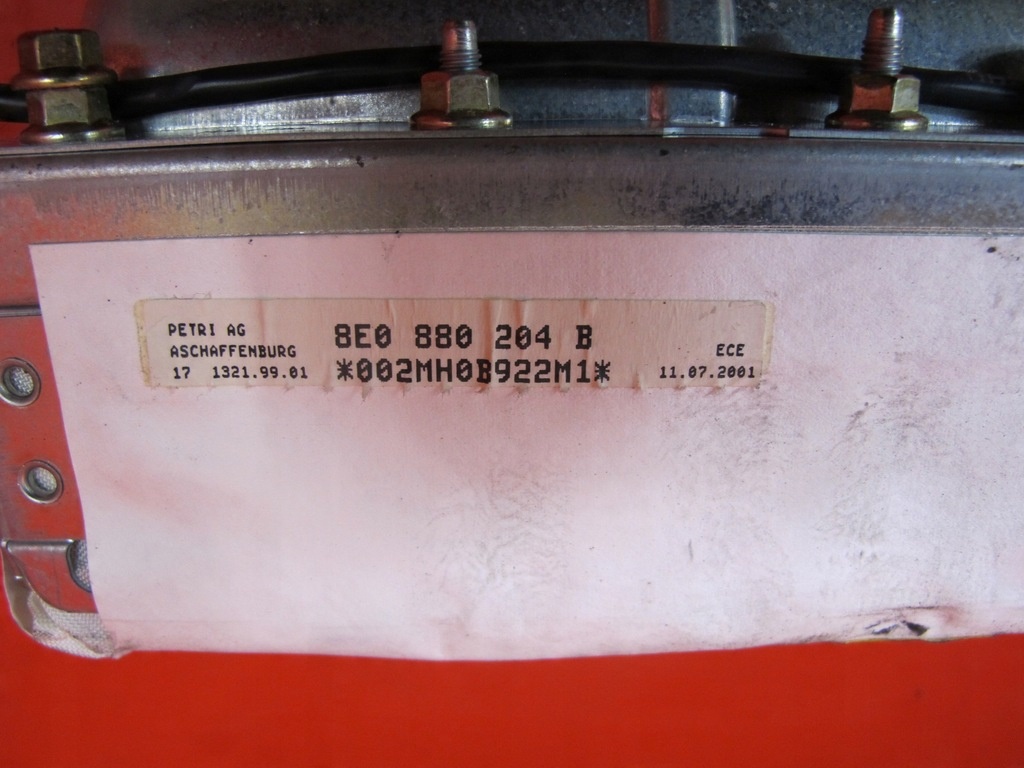 PETRI AG
ASCHAFFENBURG
17 1321.99.01
8E0 880 204 B
*002MH0B922M1*
ECE
11.07.2001